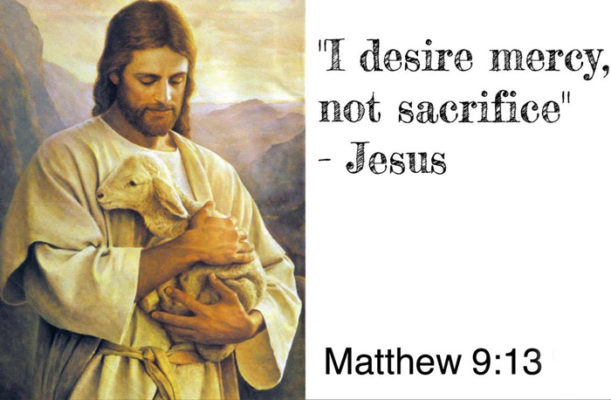 "I desire mercy,
not sacrifice"
- Jesus
Matthew 9:13